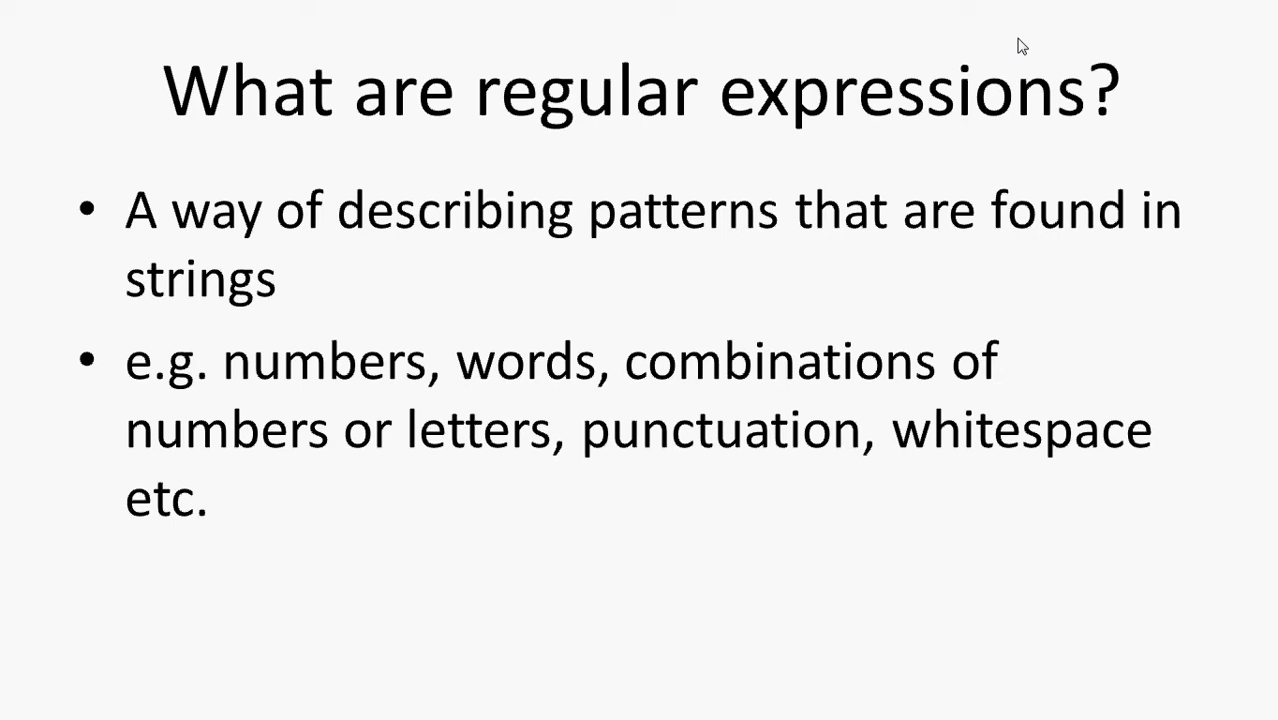 What are regular expressions?
• A way of describing patterns that are found in
strings
• e.g. numbers, words, combinations of
numbers or letters, punctuation, whitespace
etc.